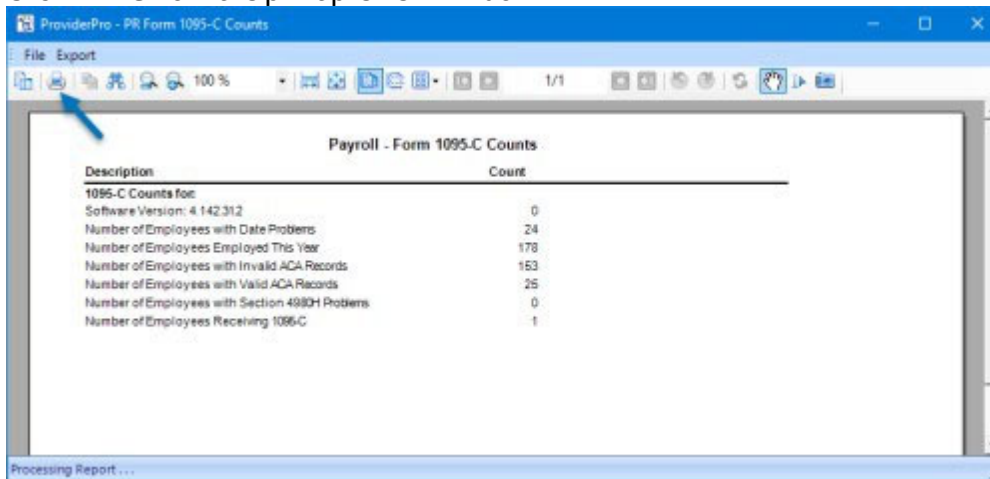 ProviderPro - PR Form 1095-C Counts
File Export
100 % 1/1
Payroll - Form 1095-C Counts
Description Count
1095-C Counts for:
Software Version: 4.142.312 0
Number of Employees with Date Problems 24
Number of Employees Employed This Year 178
Number of Employees with Invalid ACA Records 153
Number of Employees with Valid ACA Records 25
Number of Employees with Section 4980H Problems 0
Number of Employees Receiving 1095-C 1
Processing Report ...